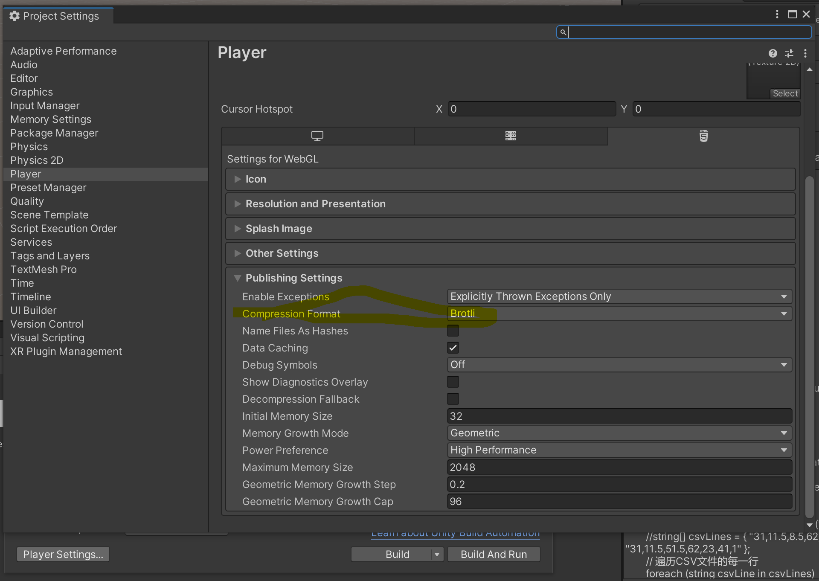 Project Settings
Adaptive Performance
Audio
Editor
Graphics
Input Manager
Memory Settings
Package Manager
Physics
Physics 2D
Player
Preset Manager
Quality
Scene Template
Script Execution Order
Services
Tags and Layers
TextMesh Pro
Time
Timeline
UI Builder
Version Control
Visual Scripting
XR Plugin Management
Player
Select
Cursor Hotspot X 0 Y 0
Settings for WebGL
Icon
Resolution and Presentation
Splash Image
Other Settings
Publishing Settings
Enable Exceptions Explicitly Thrown Exceptions Only
Compression Format Brotli
Name Files As Hashes
Data Caching
Debug Symbols Off
Show Diagnostics Overlay
Decompression Fallback
Initial Memory Size 32
Memory Growth Mode Geometric
Power Preference High Performance
Maximum Memory Size 2048
Geometric Memory Growth Step 0.2
Geometric Memory Growth Cap 96
Learn about Unity Build Automation
Player Settings... Build Build And Run
//string[] csvLines = { "31,11.5,8.5,62
"31,11.5,51.5,62,23,41,1" };
// 遍历CSV文件的每一行
foreach (string csvLine in csvLines)